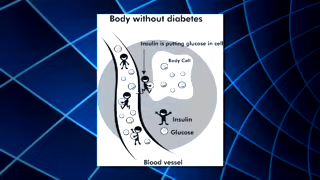 Body without diabetes
Insulin is putting glucose in cell
Body Cell
Insulin
Glucose
Blood vessel